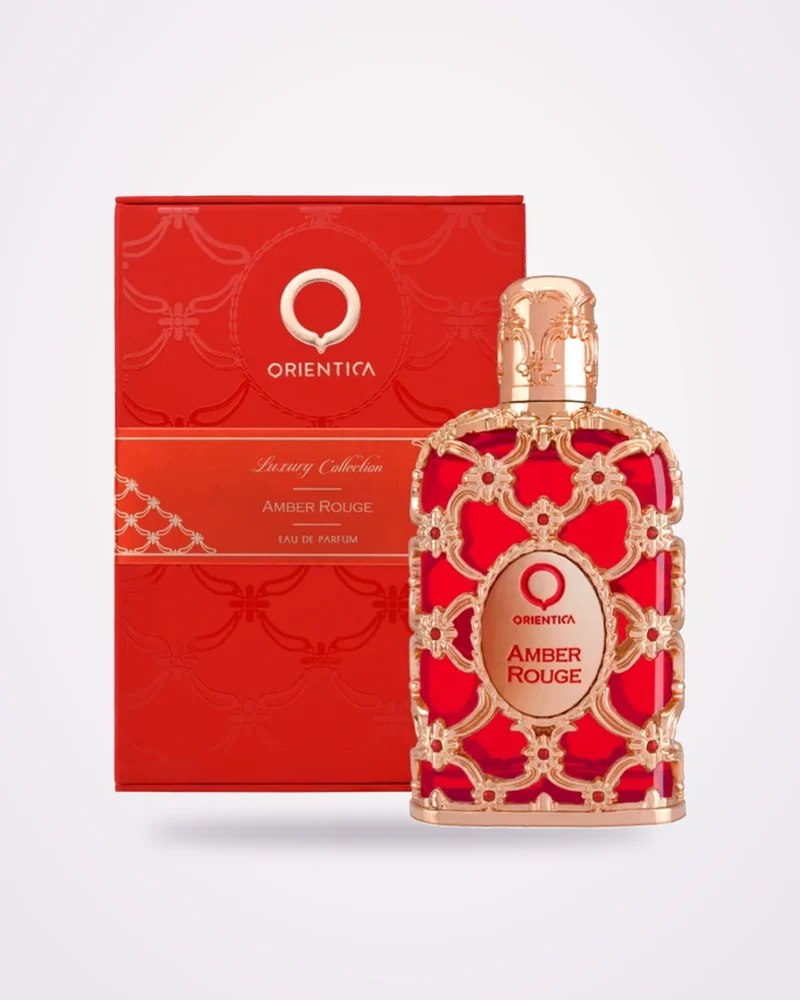 ORIENTICA
Luxury Collection
AMBER ROUGE
EAU DE PARFUM
ORIENTICA
AMBER
ROUGE